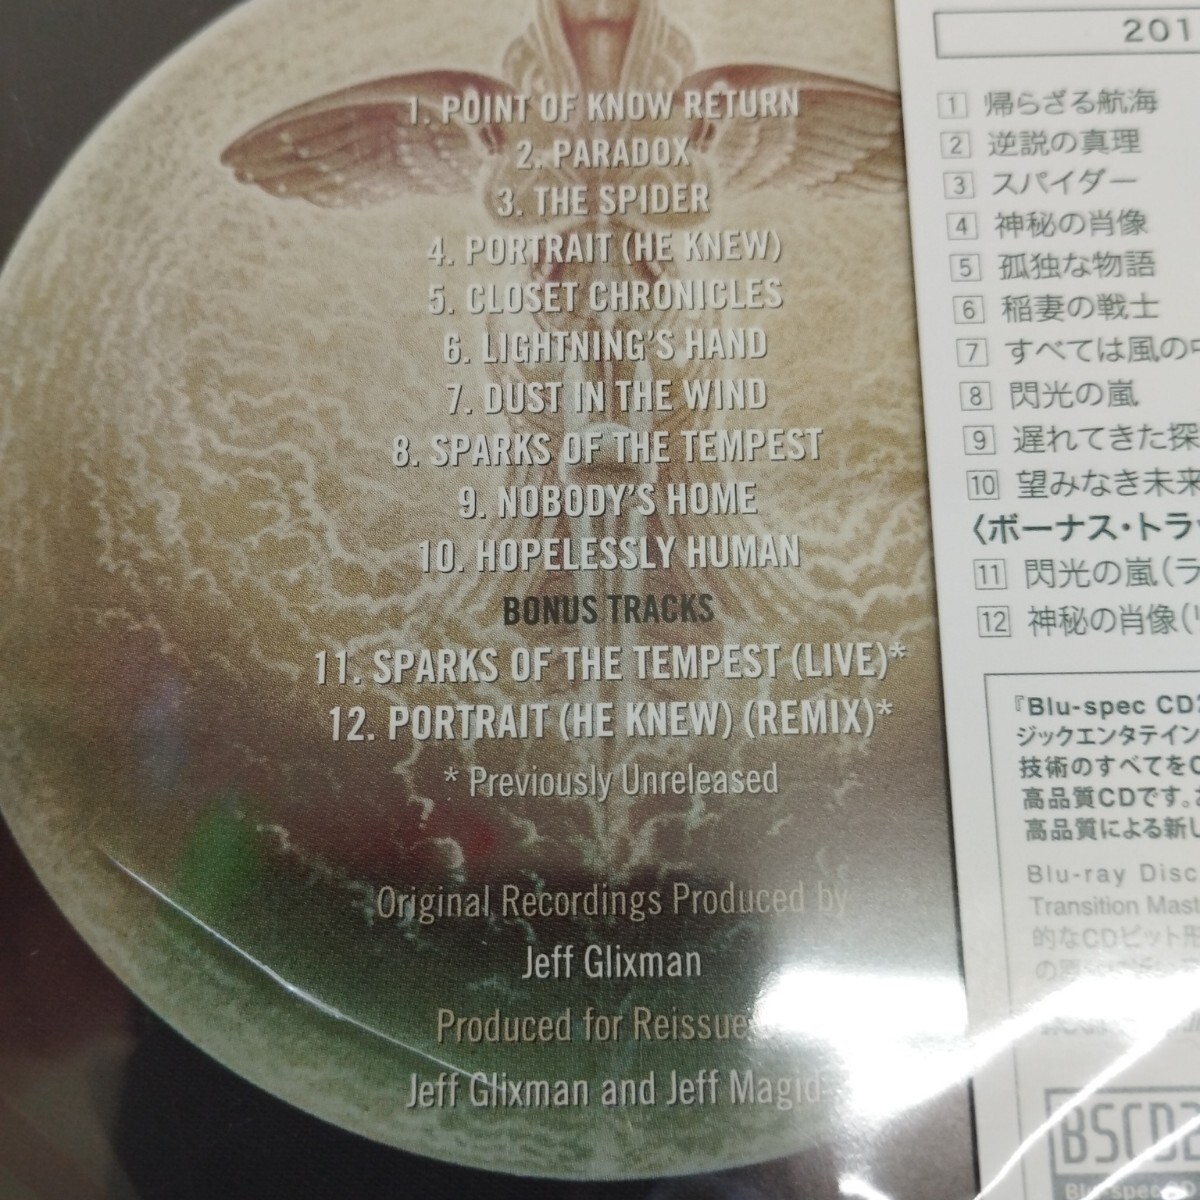 1. POINT OF KNOW RETURN
2. PARADOX
3. THE SPIDER
4. PORTRAIT (HE KNEW)
5. CLOSET CHRONICLES
6. LIGHTNING'S HAND
7. DUST IN THE WIND
8. SPARKS OF THE TEMPEST
9. NOBODY'S HOME
10. HOPELESSLY HUMAN
BONUS TRACKS
11. SPARKS OF THE TEMPEST (LIVE)*
12. PORTRAIT (HE KNEW) (REMIX)*
* Previously Unreleased
Original Recordings Produced by
Jeff Glixman
Produced for Reissue
Jeff Glixman and Jeff Magid
201
1 帰らざる航海
2 逆説の真理
3 スパイダー
4 神秘の肖像
5 孤独な物語
6 稲妻の戦士
7 すべては風の中
8 閃光の嵐
9 遅れてきた探
10 望みなき未来
〈ボーナス・トラ
11 閃光の嵐(ラ
12 神秘の肖像(リ
『Blu-spec CD2
ジックエンタテイン
技術のすべてをC
高品質CDです。
高品質による新し
Blu-ray Disc
Transition Mast
的なCDピット形
の原
BSCD2
Blu-spec CD